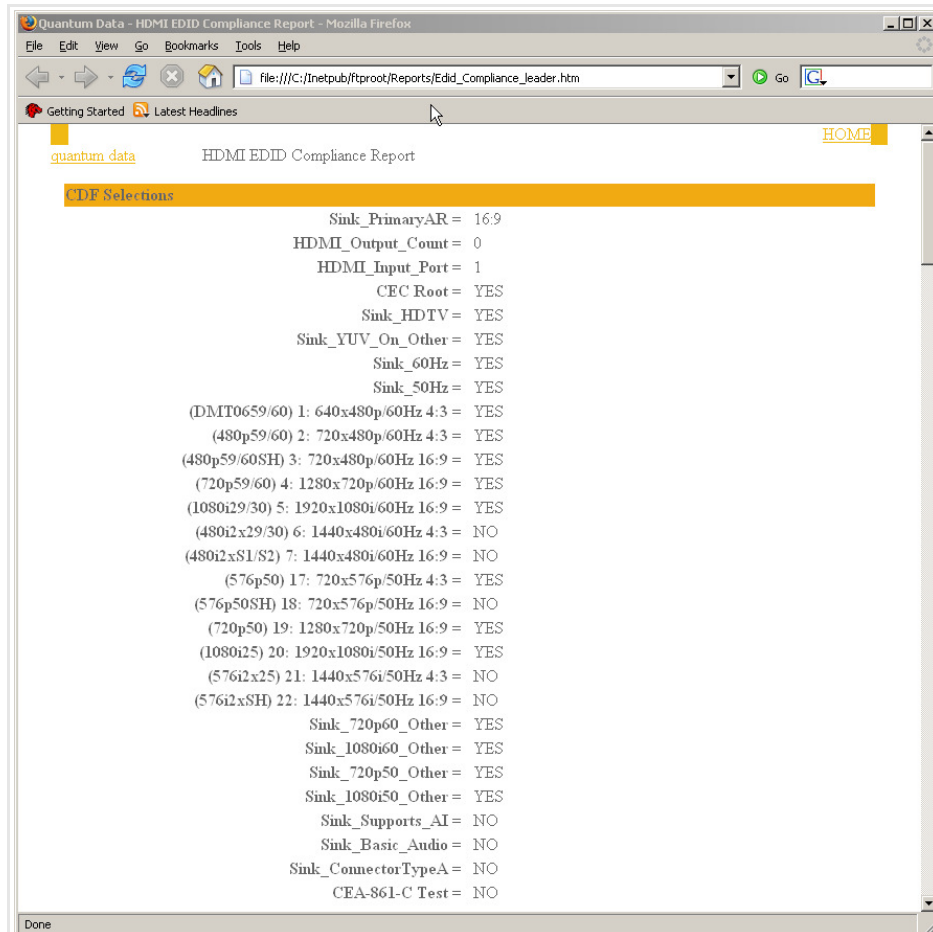 Quantum Data - HDMI EDID Compliance Report - Mozilla Firefox
File Edit View Go Bookmarks Tools Help
file:///C:/Inetpub/ftproot/Reports/Edid_Compliance_leader.htm Go G
Getting Started Latest Headlines
HOME
quantum data HDMI EDID Compliance Report
CDF Selections
Sink_PrimaryAR = 16:9
HDMI_Output_Count = 0
HDMI_Input_Port = 1
CEC Root = YES
Sink_HDTV = YES
Sink_YUV_On_Other = YES
Sink_60Hz = YES
Sink_50Hz = YES
(DMT0659/60) 1: 640x480p/60Hz 4:3 = YES
(480p59/60) 2: 720x480p/60Hz 4:3 = YES
(480p59/60SH) 3: 720x480p/60Hz 16:9 = YES
(720p59/60) 4: 1280x720p/60Hz 16:9 = YES
(1080i29/30) 5: 1920x1080i/60Hz 16:9 = YES
(480i2x29/30) 6: 1440x480i/60Hz 4:3 = NO
(480i2xS1/S2) 7: 1440x480i/60Hz 16:9 = NO
(576p50) 17: 720x576p/50Hz 4:3 = YES
(576p50SH) 18: 720x576p/50Hz 16:9 = NO
(720p50) 19: 1280x720p/50Hz 16:9 = YES
(1080i25) 20: 1920x1080i/50Hz 16:9 = YES
(576i2x25) 21: 1440x576i/50Hz 4:3 = NO
(576i2xSH) 22: 1440x576i/50Hz 16:9 = NO
Sink_720p60_Other = YES
Sink_1080i60_Other = YES
Sink_720p50_Other = YES
Sink_1080i50_Other = YES
Sink_Supports_AI = NO
Sink_Basic_Audio = NO
Sink_ConnectorTypeA = NO
CEA-861-C Test = NO
Done